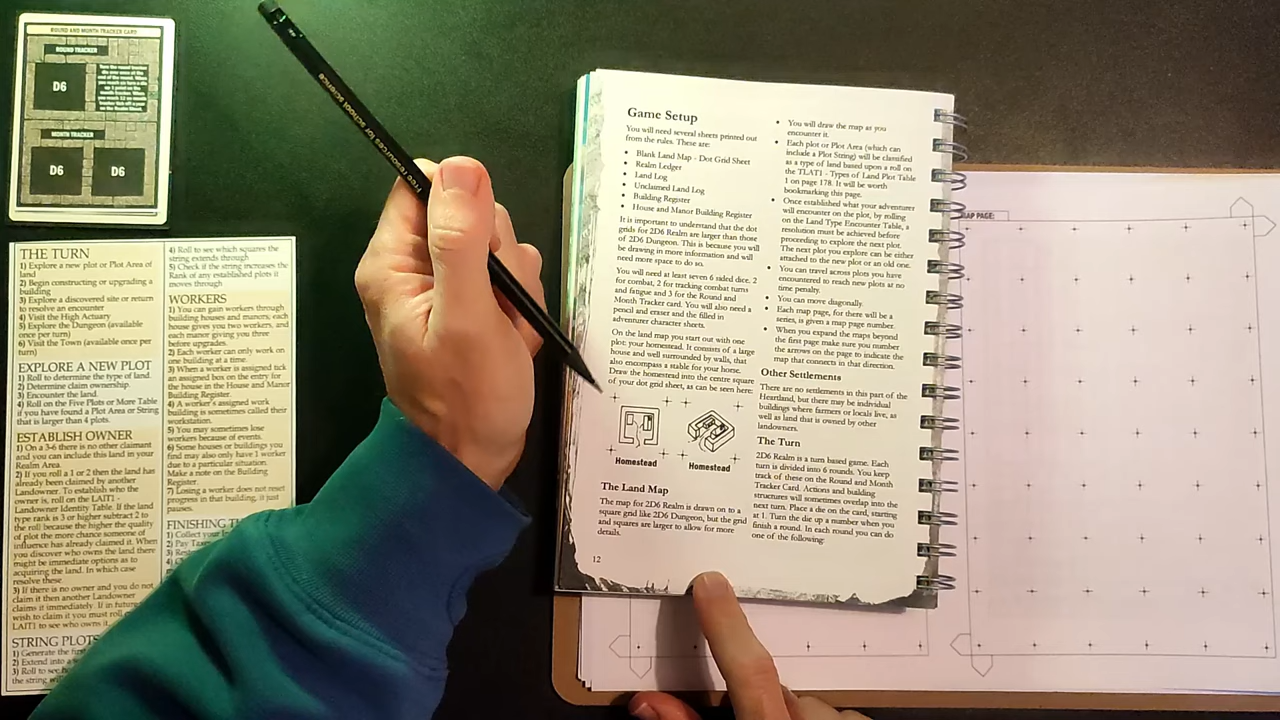 ROUND AND MONTH TRACKER CARD
ROUND TRACKER
D6
MONTH TRACKER
D6
D6
THE TURN
1) Explore a new plot or Plot Area of
land
2) Begin constructing or upgrading a
building
3) Explore a discovered site or return
to resolve an encounter
4) Visit the High Actuary
5) Explore the Dungeon (available
once per turn)
6) Visit the Town (available once per
turn)
EXPLORE A NEW PLOT
1) Roll to determine the type of land.
2) Determine claim ownership.
3) Encounter the land.
4) Roll on the Five Plots or More Table
if you have found a Plot Area or String
that is larger than 4 plots.
ESTABLISH OWNER
1) On a 3-6 there is no other claimant
and you can include this land in your
Realm Area.
2) If you roll a 1 or 2 then the land has
already been claimed by another
Landowner. To establish who the
owner is, roll on the LAIT1 -
Landowner Identity Table. If the land
type rank is 3 or higher subtract 2 to
the roll because the higher the quality
of plot the more chance someone of
influence has already claimed it. When
you discover who owns the land there
might be immediate options as to
acquiring the land. In which case
resolve these.
3) If there is no owner and you do not
claim it then another Landowner
claims it immediately. If in future
wish to claim it you must roll
LAIT1 to see who owns it.
STRING PLOTS
1) Generate the first
2) Extend into a
3) Roll to see
the string wil
4) Roll to see which squares the
string extends through
5) Check if the string increases the
Rank of any established plots it
moves through
WORKERS
1) You can gain workers through
building houses and manors; each
house gives you two workers, and
each manor giving you three
before upgrades.
2) Each worker can only work on
one building at a time.
3) When a worker is assigned tick
an assigned box on the entry for
the house in the House and Manor
Building Register.
4) A worker's assigned work
building is sometimes called their
workstation.
5) You may sometimes lose
workers because of events.
6) Some houses or buildings you
find may also only have 1 worker
due to a particular situation.
Make a note on the Building
Register.
7) Losing a worker does not reset
progress in that building, it just
pauses.
FINISHING T
1) Collect your
2) Pay Taxes
Free resources for school science
Game Setup
You will need several sheets printed out
from the rules. These are:
• Blank Land Map - Dot Grid Sheet
• Realm Ledger
• Land Log
• Unclaimed Land Log
• Building Register
• House and Manor Building Register
It is important to understand that the dot
grids for 2D6 Realm are larger than those
of 2D6 Dungeon. This is because you will
be drawing in more information and will
need more space to do so.
You will need at least seven 6 sided dice. 2
for combat, 2 for tracking combat turns
and fatigue and 3 for the Round and
Month Tracker card. You will also need a
pencil and eraser and the filled in
adventurer character sheets.
On the land map you start out with one
plot: your homestead. It consists of a large
house and well surrounded by walls, that
also encompass a stable for your horse.
Draw the homestead into the centre square
of your dot grid sheet, as can be seen here:
Homestead
Homestead
The Land Map
The map for 2D6 Realm is drawn on to a
square grid like 2D6 Dungeon, but the grid
and squares are larger to allow for more
details.
12
• You will draw the map as you
encounter it.
• Each plot or Plot Area (which can
include a Plot String) will be classified
as a type of land based upon a roll on
the TLAT1 - Types of Land Plot Table
1 on page 178. It will be worth
bookmarking this page.
• Once established what your adventurers
will encounter on the plot, by rolling
on the Land Type Encounter Table, a
resolution must be achieved before
proceeding to explore the next plot.
The next plot you explore can be either
attached to the new plot or an old one.
• You can travel across plots you have
encountered to reach new plots at no
time penalty.
• You can move diagonally.
• Each map page, for there will be a
series, is given a map page number.
• When you expand the maps beyond
the first page make sure you number
the arrows on the page to indicate the
map that connects in that direction.
Other Settlements
There are no settlements in this part of the
Heartland, but there may be individual
buildings where farmers or locals live, as
well as land that is owned by other
landowners.
The Turn
2D6 Realm is a turn based game. Each
turn is divided into 6 rounds. You keep
track of these on the Round and Month
Tracker Card. Actions and building
structures will sometimes overlap into the
next turn. Place a die on the card, starting
at 1. Turn the die up a number when you
finish a round. In each round you can do
one of the following:
MAP PAGE: